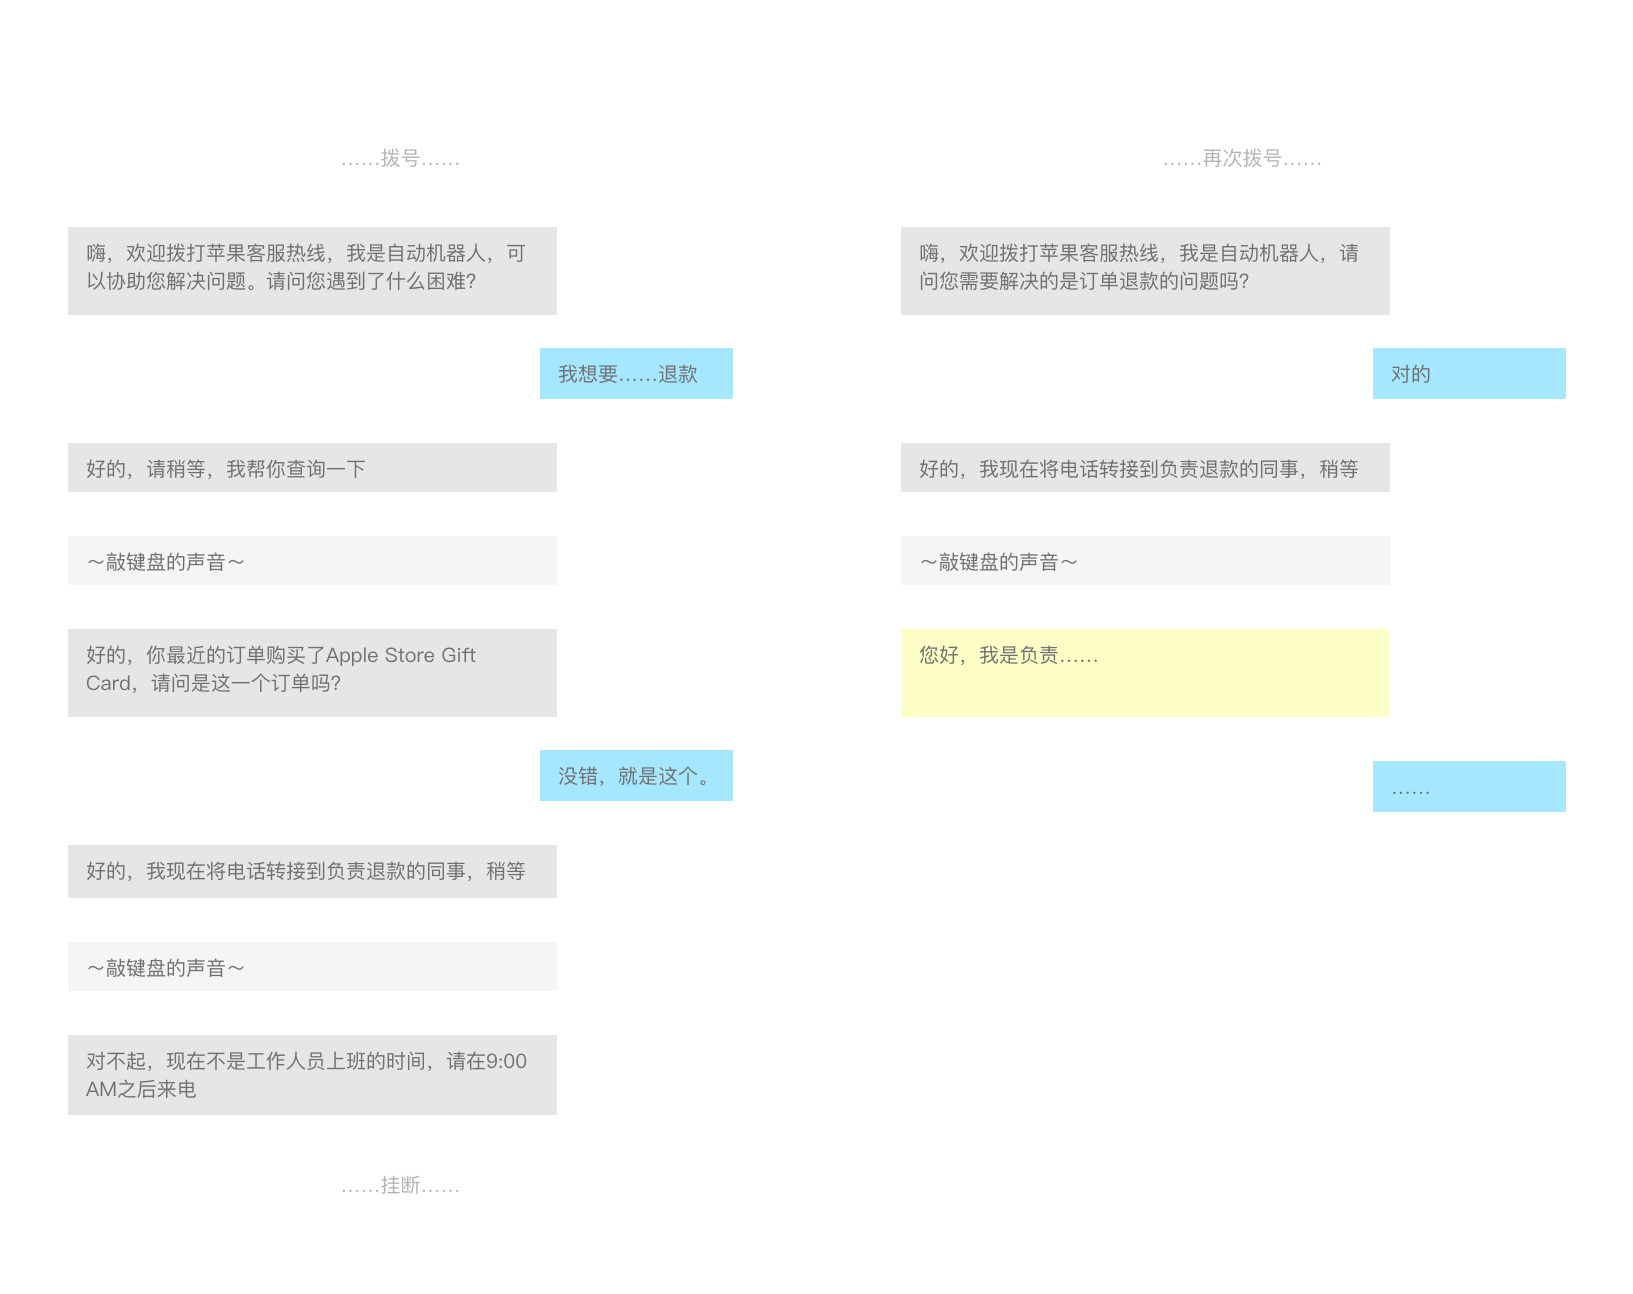 ……拨号……
嗨，欢迎拨打苹果客服热线，我是自动机器人，可
以协助您解决问题。请问您遇到了什么困难？
我想要……退款
好的，请稍等，我帮你查询一下
～敲键盘的声音～
好的，你最近的订单购买了Apple Store Gift
Card，请问是这一个订单吗？
没错，就是这个。
好的，我现在将电话转接到负责退款的同事，稍等
～敲键盘的声音～
对不起，现在不是工作人员上班的时间，请在9:00
AM之后来电
……挂断……
……再次拨号……
嗨，欢迎拨打苹果客服热线，我是自动机器人，请
问您需要解决的是订单退款的问题吗？
对的
好的，我现在将电话转接到负责退款的同事，稍等
～敲键盘的声音～
您好，我是负责……
……